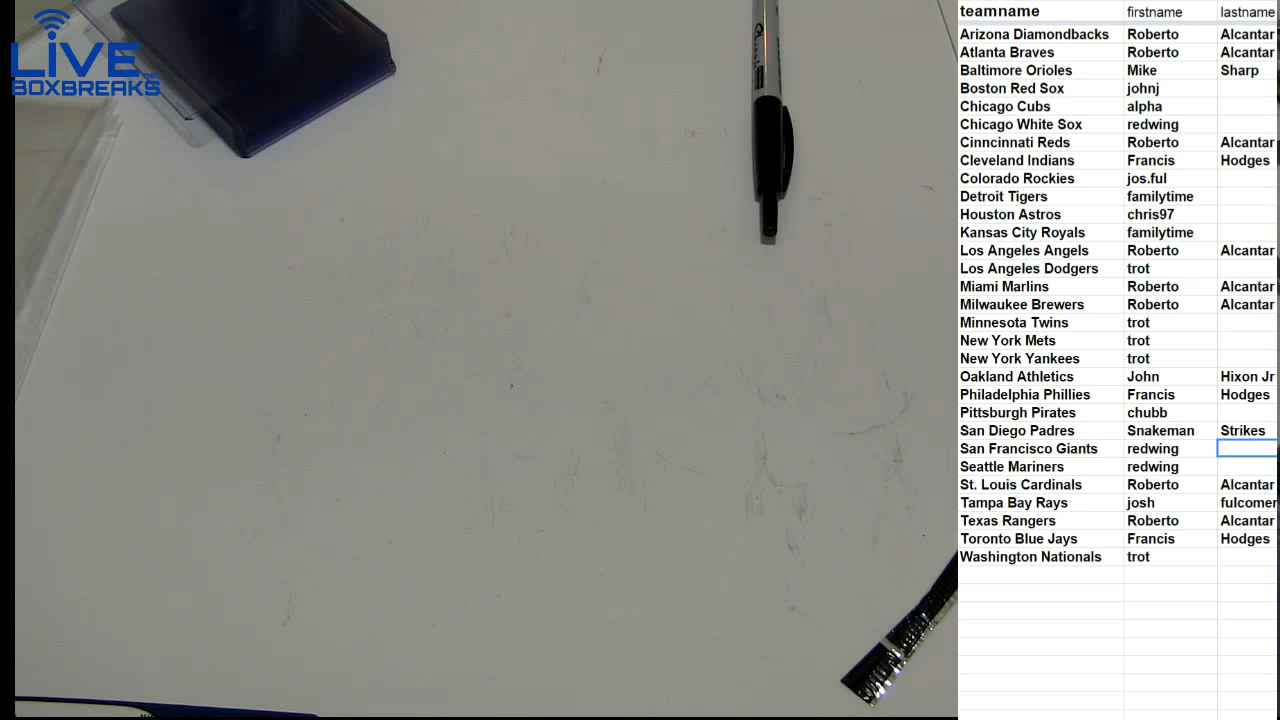 LIVE
.net
BOXBREAKS
teamname firstname lastname
Arizona Diamondbacks Roberto Alcantar
Atlanta Braves Roberto Alcantar
Baltimore Orioles Mike Sharp
Boston Red Sox johnj
Chicago Cubs alpha
Chicago White Sox redwing
Cinncinnati Reds Roberto Alcantar
Cleveland Indians Francis Hodges
Colorado Rockies jos.ful
Detroit Tigers familytime
Houston Astros chris97
Kansas City Royals familytime
Los Angeles Angels Roberto Alcantar
Los Angeles Dodgers trot
Miami Marlins Roberto Alcantar
Milwaukee Brewers Roberto Alcantar
Minnesota Twins trot
New York Mets trot
New York Yankees trot
Oakland Athletics John Hixon Jr
Philadelphia Phillies Francis Hodges
Pittsburgh Pirates chubb
San Diego Padres Snakeman Strikes
San Francisco Giants redwing
Seattle Mariners redwing
St. Louis Cardinals Roberto Alcantar
Tampa Bay Rays josh fulcomer
Texas Rangers Roberto Alcantar
Toronto Blue Jays Francis Hodges
Washington Nationals trot